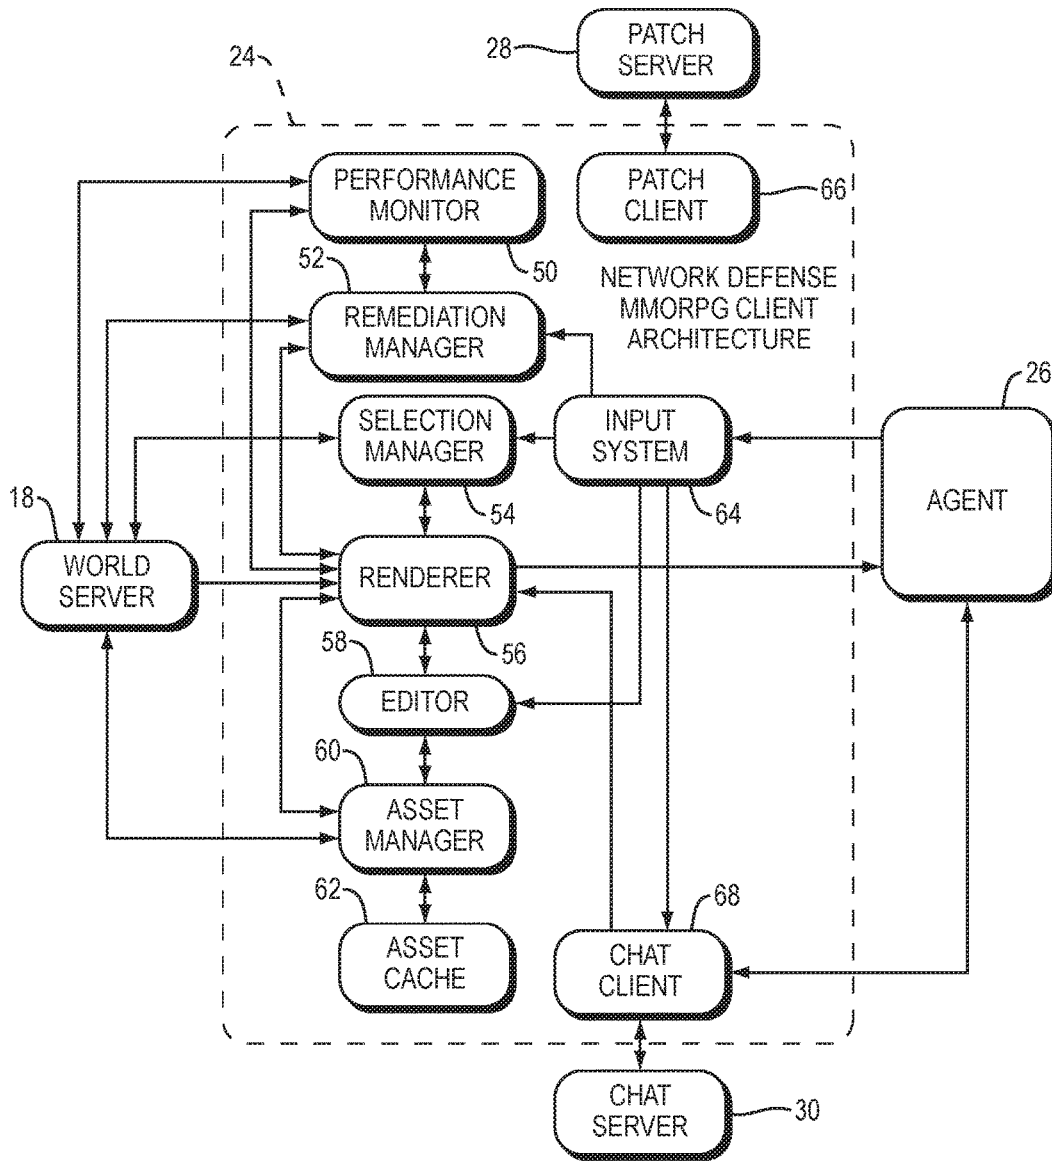 PATCH
SERVER
28
24
PERFORMANCE
MONITOR
PATCH
CLIENT
66
52
50
NETWORK DEFENSE
MMORPG CLIENT
ARCHITECTURE
REMEDIATION
MANAGER
26
SELECTION
MANAGER
INPUT
SYSTEM
AGENT
18
54
64
WORLD
SERVER
RENDERER
58
56
EDITOR
60
ASSET
MANAGER
62
68
ASSET
CACHE
CHAT
CLIENT
CHAT
SERVER
30